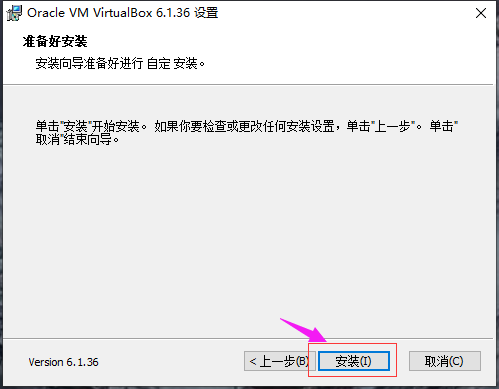 Oracle VM VirtualBox 6.1.36 设置
准备好安装
安装向导准备好进行 自定 安装。
单击"安装"开始安装。 如果你要检查或更改任何安装设置，单击"上一步"。 单击"
取消"结束向导。
Version 6.1.36
< 上一步(B)
安装(I)
取消(C)